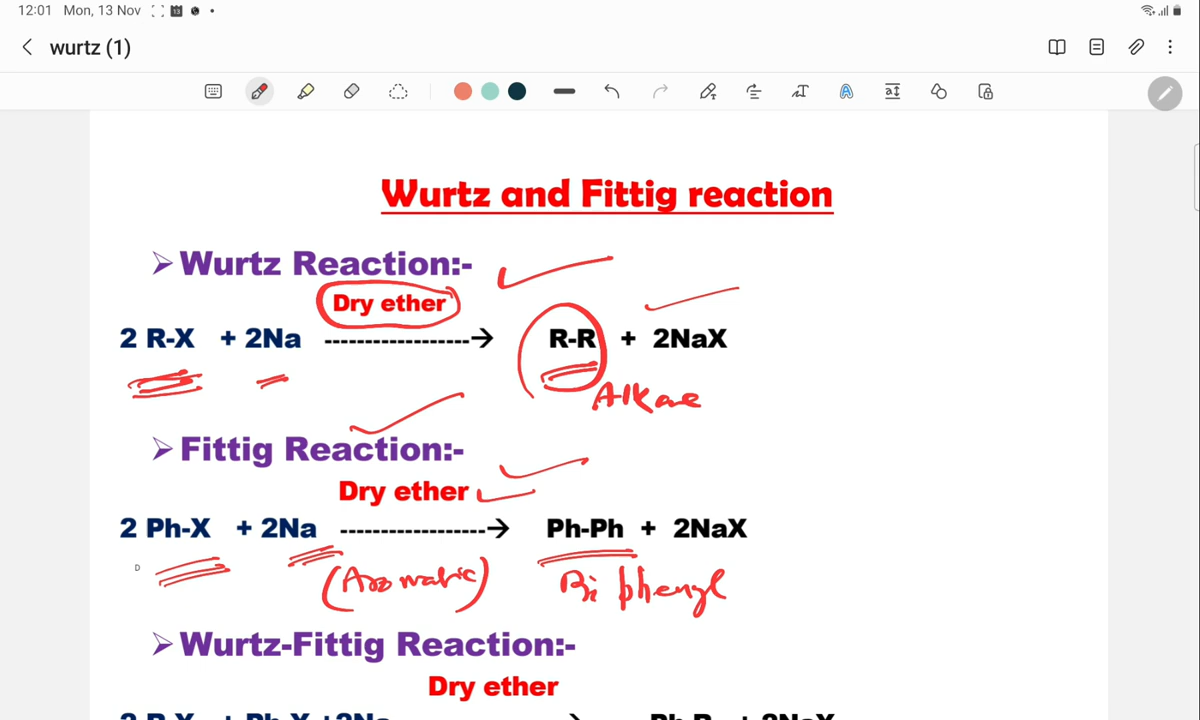 12:01 Mon, 13 Nov
wurtz (1)
Wurtz and Fittig reaction
➢ Wurtz Reaction:-
Dry ether
2 R-X + 2Na ------------------→ R-R + 2NaX
Alkane
➢ Fittig Reaction:-
Dry ether
2 Ph-X + 2Na ------------------→ Ph-Ph + 2NaX
D
(Aromatic) Bi phenyl
➢ Wurtz-Fittig Reaction:-
Dry ether